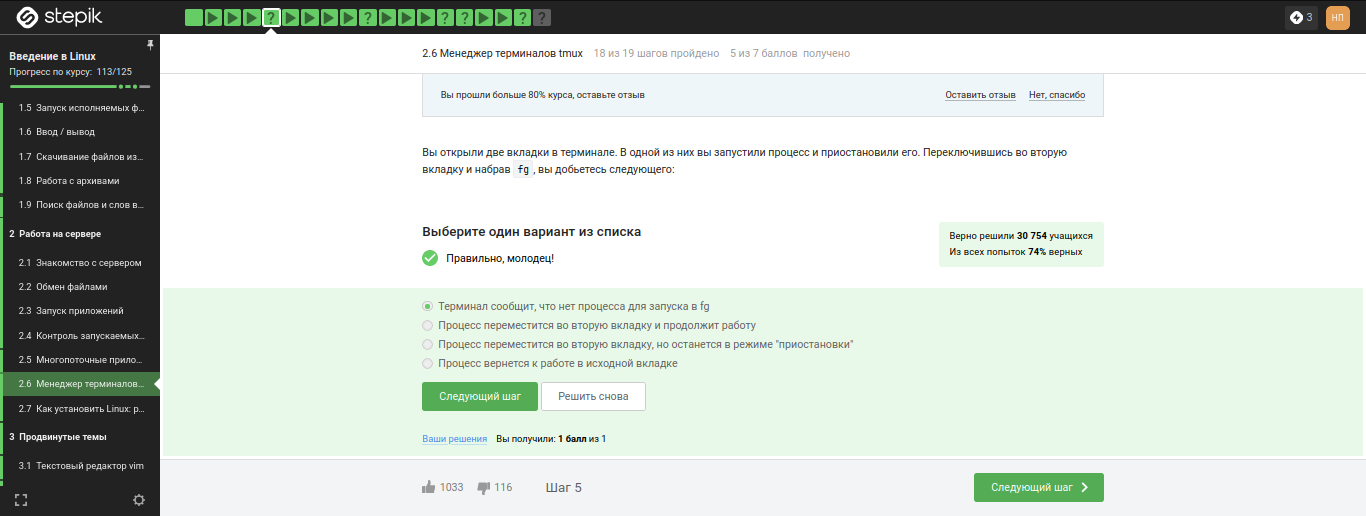 stepik
3
НП
Введение в Linux
Прогресс по курсу: 113/125
1.5 Запуск исполняемых ф...
1.6 Ввод / вывод
1.7 Скачивание файлов из...
1.8 Работа с архивами
1.9 Поиск файлов и слов в...
2 Работа на сервере
2.1 Знакомство с сервером
2.2 Обмен файлами
2.3 Запуск приложений
2.4 Контроль запускаемых...
2.5 Многопоточные прило...
2.6 Менеджер терминалов...
2.7 Как установить Linux: р...
3 Продвинутые темы
3.1 Текстовый редактор vim
2.6 Менеджер терминалов tmux 18 из 19 шагов пройдено 5 из 7 баллов получено
Вы прошли больше 80% курса, оставьте отзыв
Оставить отзыв Нет, спасибо
Вы открыли две вкладки в терминале. В одной из них вы запустили процесс и приостановили его. Переключившись во вторую
вкладку и набрав fg , вы добьетесь следующего:
Выберите один вариант из списка
Правильно, молодец!
Верно решили 30 754 учащихся
Из всех попыток 74% верных
Терминал сообщит, что нет процесса для запуска в fg
Процесс переместится во вторую вкладку и продолжит работу
Процесс переместится во вторую вкладку, но останется в режиме "приостановки"
Процесс вернется к работе в исходной вкладке
Следующий шаг Решить снова
Ваши решения Вы получили: 1 балл из 1
1033 116 Шаг 5
Следующий шаг